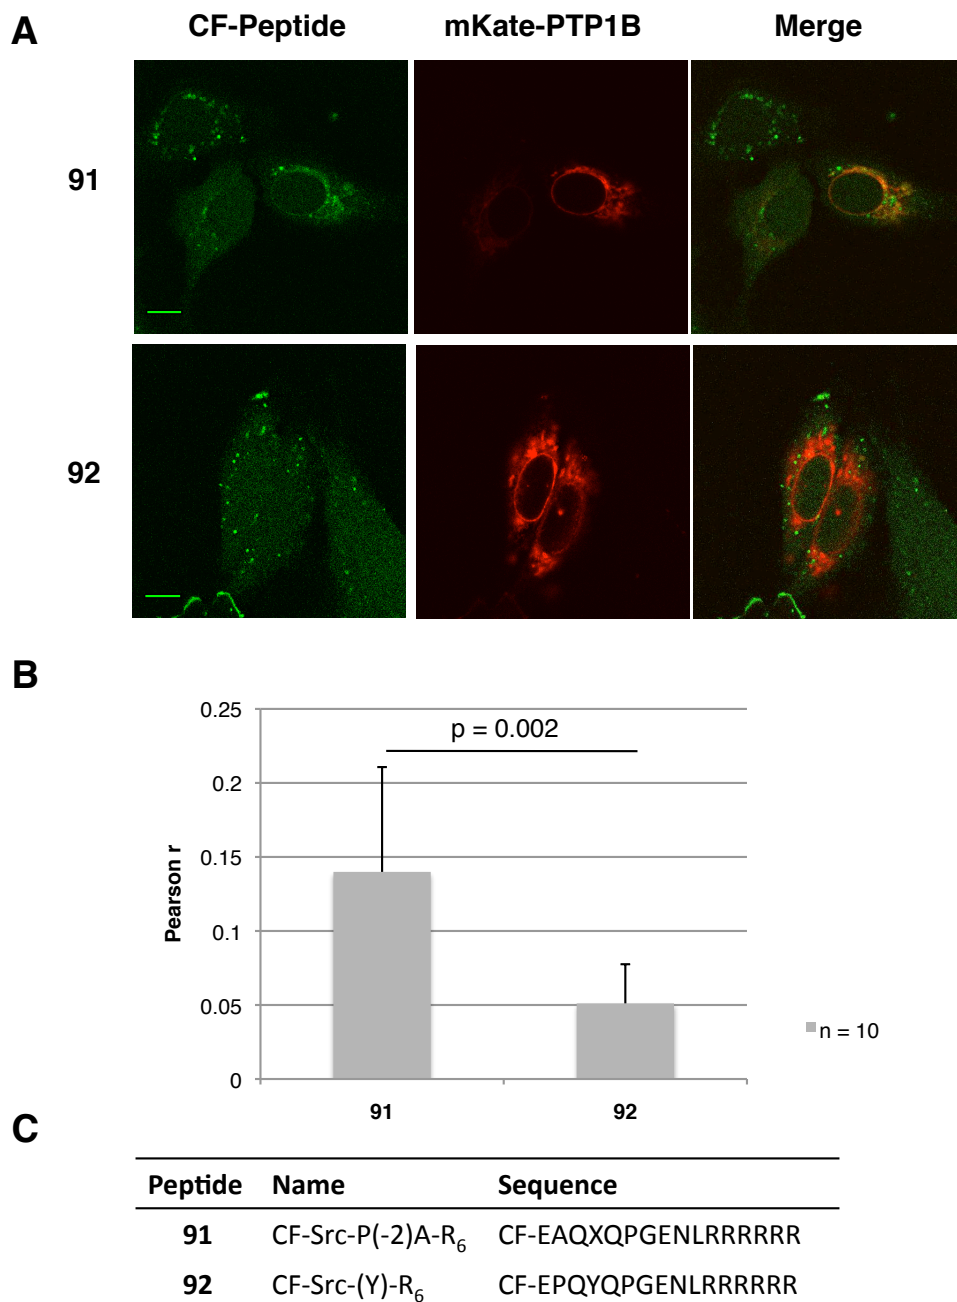 A
CF-Peptide mKate-PTP1B Merge
91
92
B
0.25
p = 0.002
0.2
0.15
Pearson r
0.1
0.05
n = 10
0
91 92
C
Peptide Name Sequence
91 CF-Src-P(-2)A-R6 CF-EAQXQPGENLRRRRRR
92 CF-Src-(Y)-R6 CF-EPQYQPGENLRRRRRR